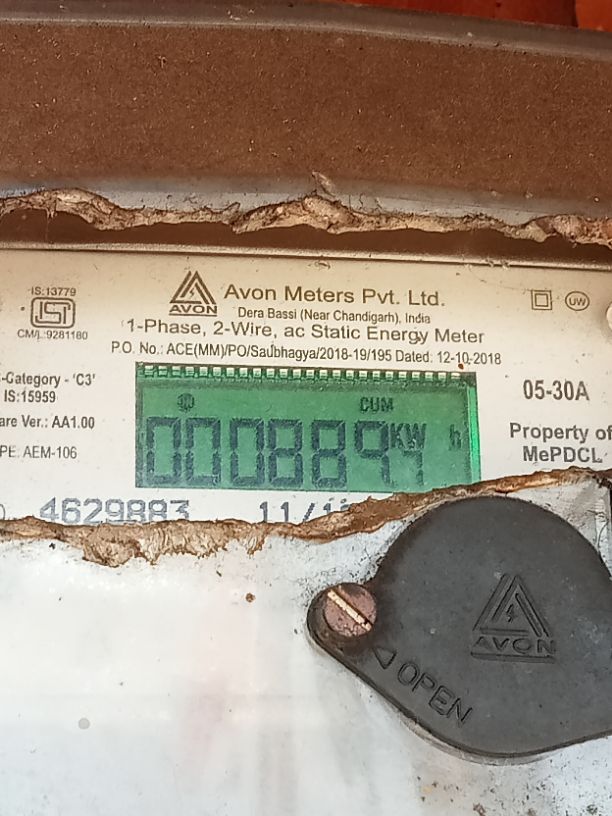 IS:13779
ISI
CM/L:9281180
AVON
Avon Meters Pvt. Ltd.
Dera Bassi (Near Chandigarh), India
1-Phase, 2-Wire, ac Static Energy Meter
P.O. No.: ACE(MM)/PO/Saubhagya/2018-19/195 Dated: 12-10-2018
UW
-Category - 'C3'
IS:15959
are Ver.: AA1.00
PE: AEM-106
CUM
KW h
05-30A
Property of
MePDCL
4629883
AVON
OPEN